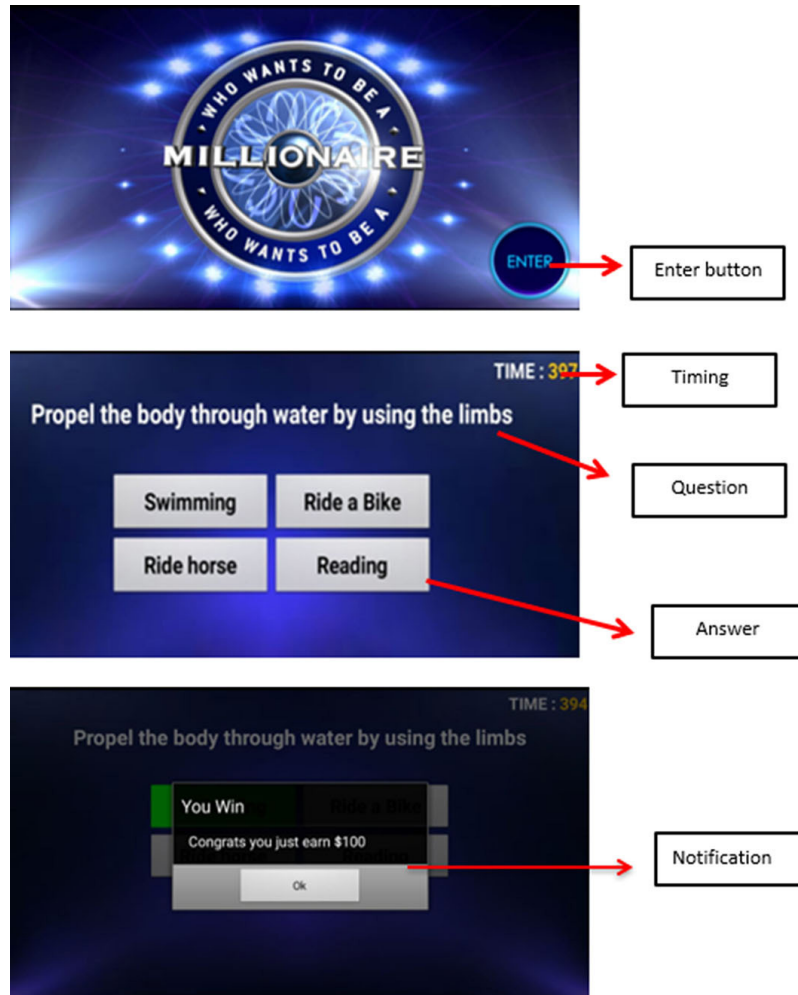 WHO WANTS TO BE A
MILLIONAIRE
WHO WANTS TO BE A
ENTER
Enter button
TIME : 397
Timing
Propel the body through water by using the limbs
Question
Swimming
Ride a Bike
Ride horse
Reading
Answer
TIME : 394
Propel the body through water by using the limbs
Ride a Bike
You Win
Congrats you just earn $100
Ok
Notification